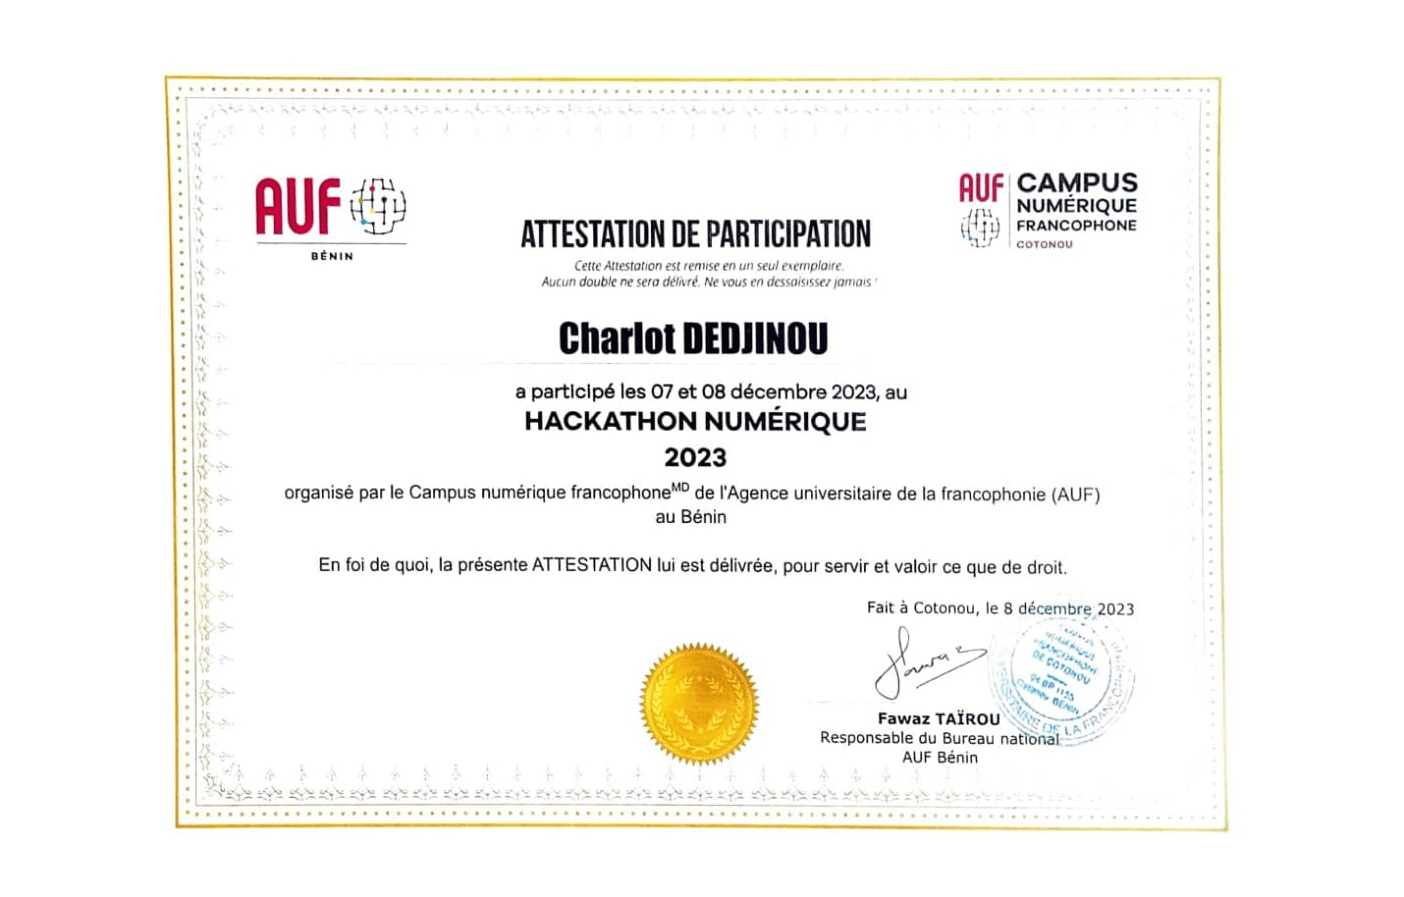 AUF
BÉNIN
AUF
CAMPUS
NUMÉRIQUE
FRANCOPHONE
COTONOU
ATTESTATION DE PARTICIPATION
Cette Attestation est remise en un seul exemplaire.
Aucun double ne sera délivré. Ne vous en dessaisissez jamais !
Charlot DEDJINOU
a participé les 07 et 08 décembre 2023, au
HACKATHON NUMÉRIQUE
2023
organisé par le Campus numérique francophoneᴹᴰ de l'Agence universitaire de la francophonie (AUF)
au Bénin
En foi de quoi, la présente ATTESTATION lui est délivrée, pour servir et valoir ce que de droit.
Fait à Cotonou, le 8 décembre 2023
NUMÉRIQUE
FRANCOPHONE
DE COTONOU
04 BP 1155
Cotonou BÉNIN
DE LA FRANCOPHONIE
Fawaz TAÏROU
Responsable du Bureau national
AUF Bénin